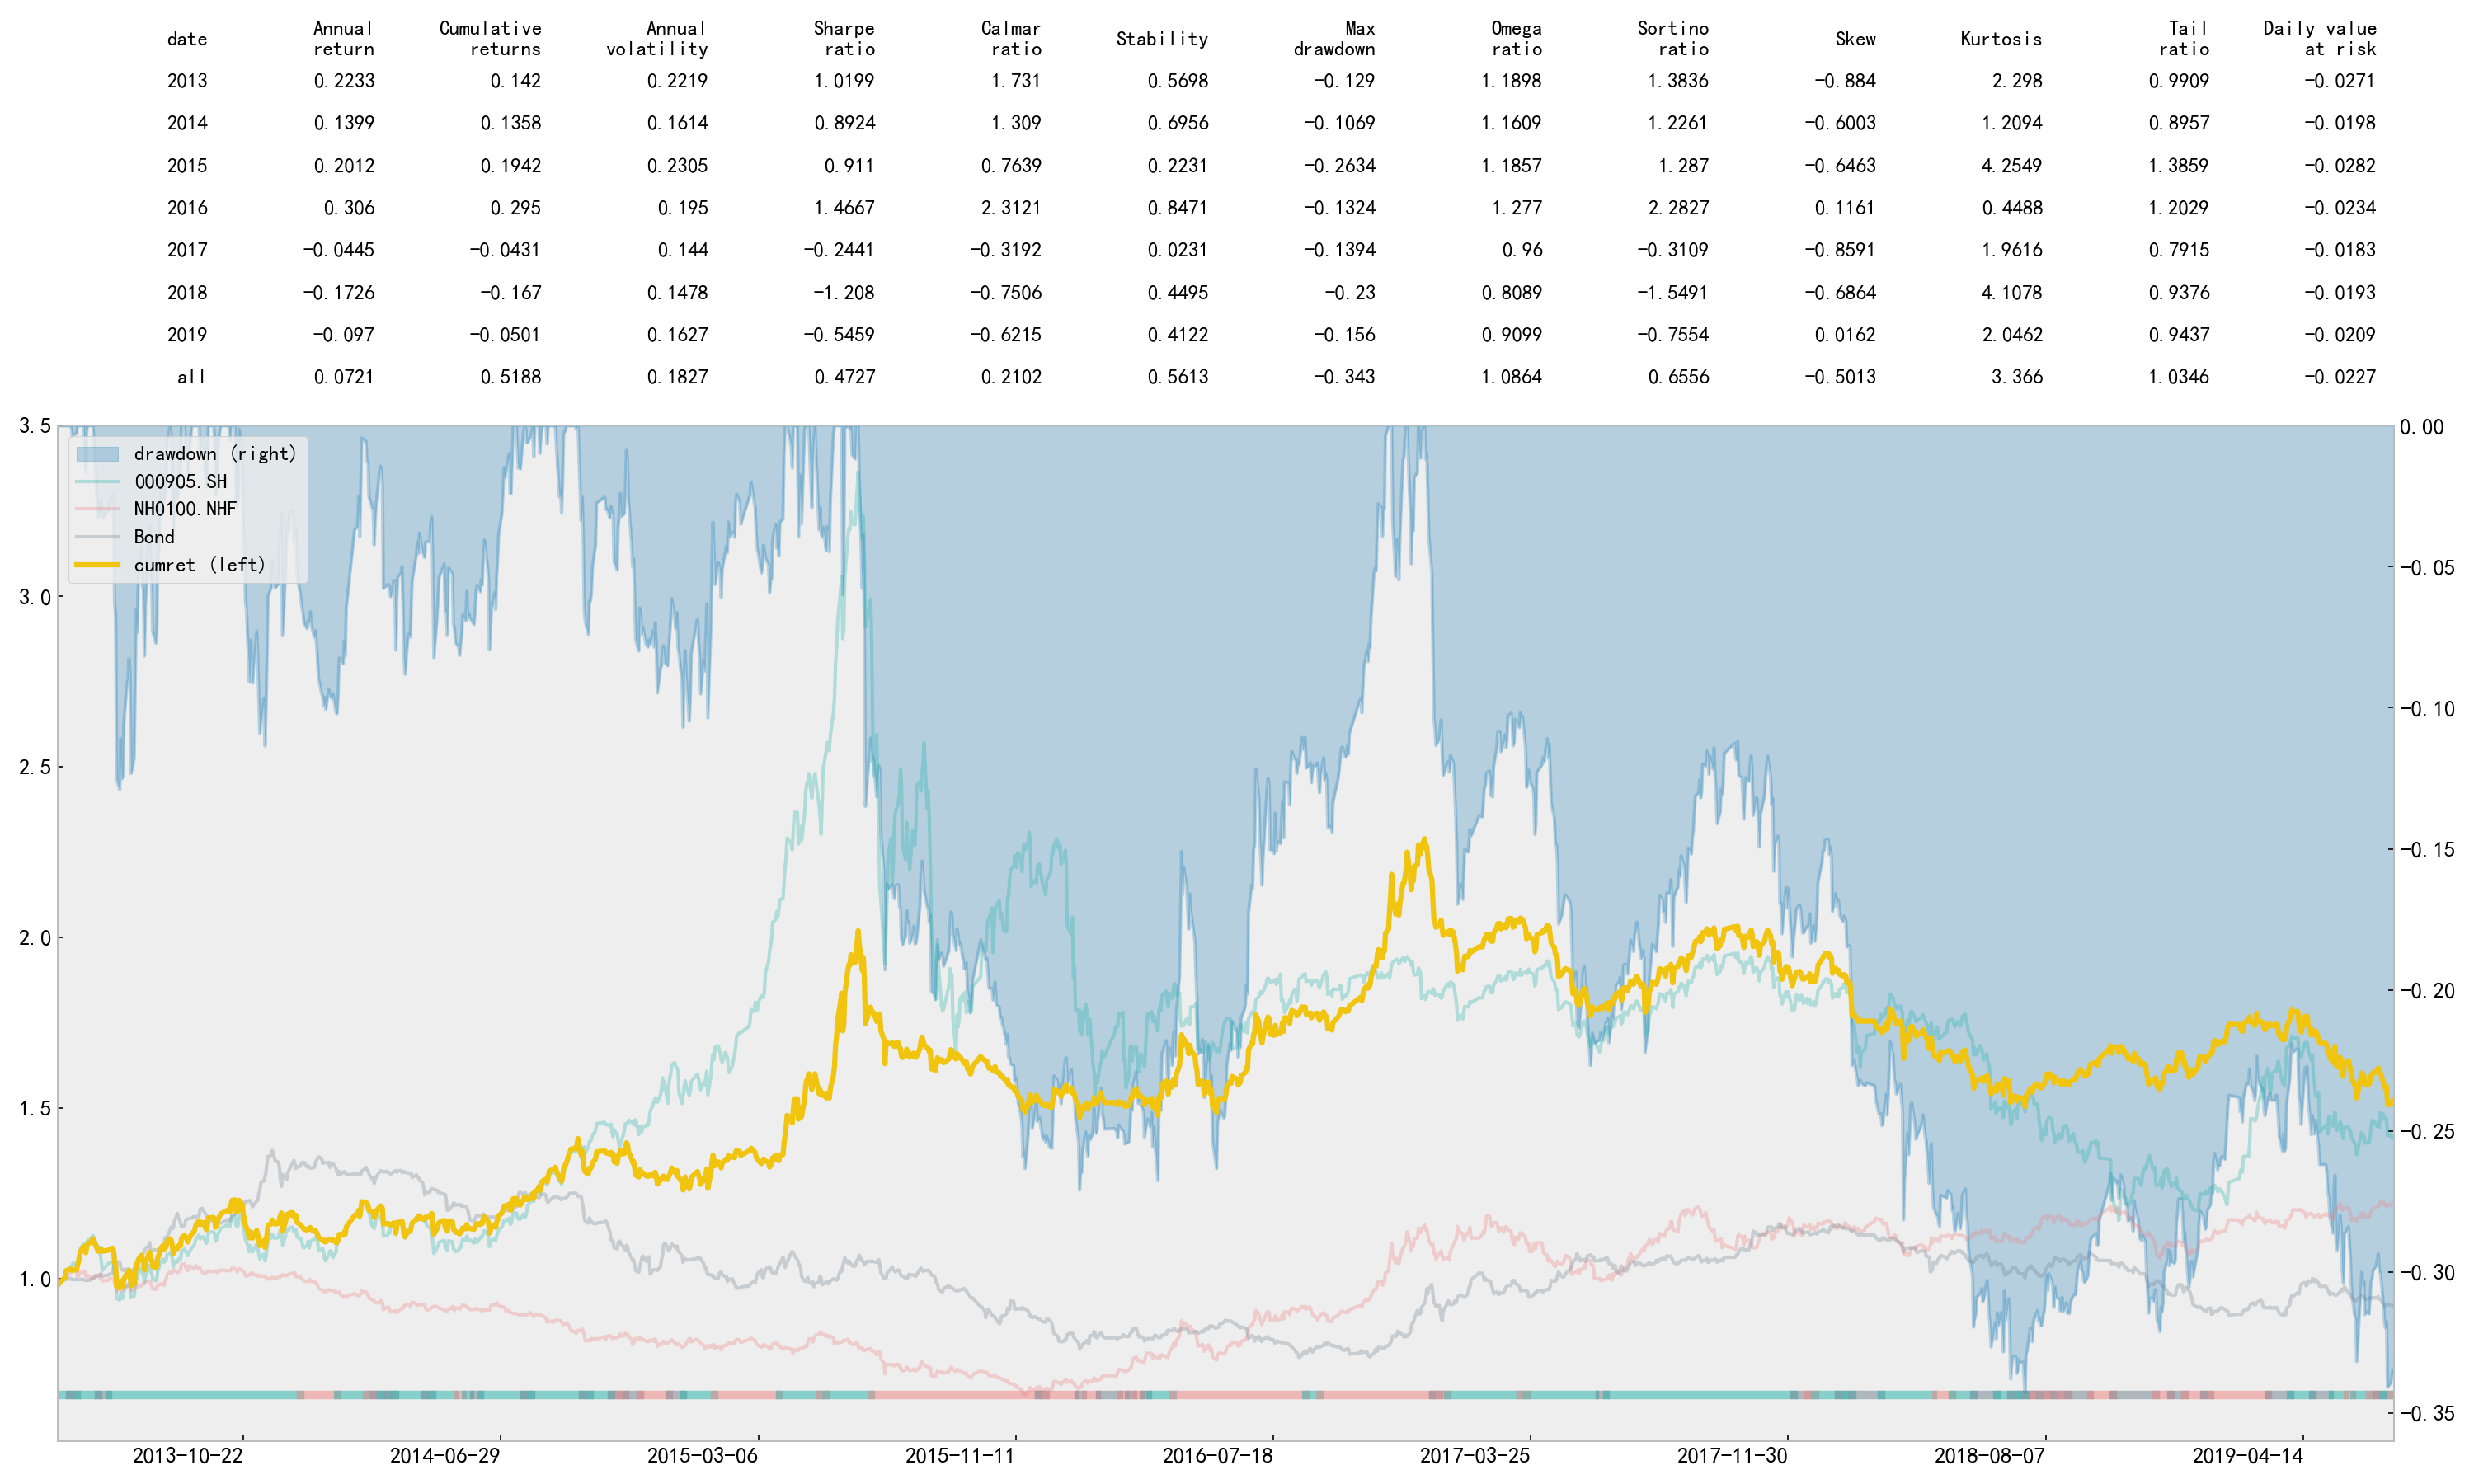 date Annual return Cumulative returns Annual volatility Sharpe ratio Calmar ratio Stability Max drawdown Omega ratio Sortino ratio Skew Kurtosis Tail ratio Daily value at risk
2013 0.2233 0.142 0.2219 1.0199 1.731 0.5698 −0.129 1.1898 1.3836 −0.884 2.298 0.9909 −0.0271
2014 0.1399 0.1358 0.1614 0.8924 1.309 0.6956 −0.1069 1.1609 1.2261 −0.6003 1.2094 0.8957 −0.0198
2015 0.2012 0.1942 0.2305 0.911 0.7639 0.2231 −0.2634 1.1857 1.287 −0.6463 4.2549 1.3859 −0.0282
2016 0.306 0.295 0.195 1.4667 2.3121 0.8471 −0.1324 1.277 2.2827 0.1161 0.4488 1.2029 −0.0234
2017 −0.0445 −0.0431 0.144 −0.2441 −0.3192 0.0231 −0.1394 0.96 −0.3109 −0.8591 1.9616 0.7915 −0.0183
2018 −0.1726 −0.167 0.1478 −1.208 −0.7506 0.4495 −0.23 0.8089 −1.5491 −0.6864 4.1078 0.9376 −0.0193
2019 −0.097 −0.0501 0.1627 −0.5459 −0.6215 0.4122 −0.156 0.9099 −0.7554 0.0162 2.0462 0.9437 −0.0209
all 0.0721 0.5188 0.1827 0.4727 0.2102 0.5613 −0.343 1.0864 0.6556 −0.5013 3.366 1.0346 −0.0227
3.5
3.0
2.5
2.0
1.5
1.0
drawdown (right)
000905.SH
NH0100.NHF
Bond
cumret (left)
0.00
−0.05
−0.10
−0.15
−0.20
−0.25
−0.30
−0.35
2013-10-22 2014-06-29 2015-03-06 2015-11-11 2016-07-18 2017-03-25 2017-11-30 2018-08-07 2019-04-14